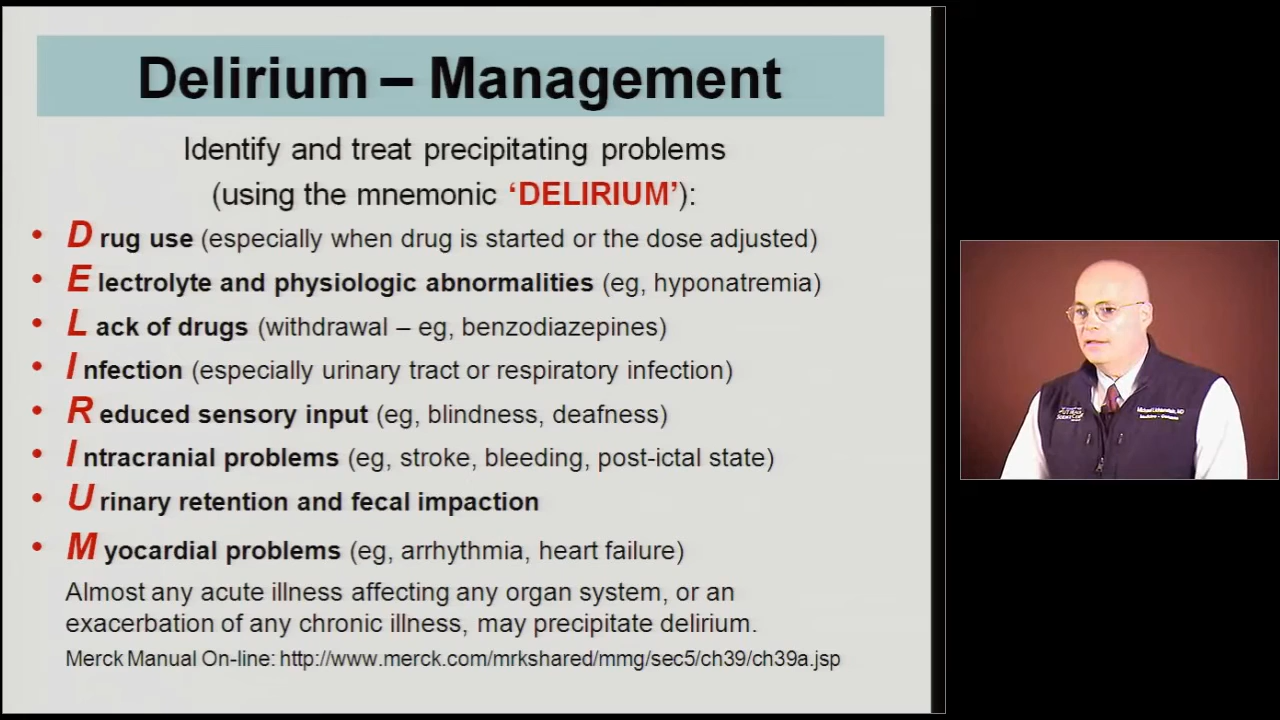 Delirium – Management
Identify and treat precipitating problems
(using the mnemonic ‘DELIRIUM’):
• D rug use (especially when drug is started or the dose adjusted)
• E lectrolyte and physiologic abnormalities (eg, hyponatremia)
• L ack of drugs (withdrawal – eg, benzodiazepines)
• I nfection (especially urinary tract or respiratory infection)
• R educed sensory input (eg, blindness, deafness)
• I ntracranial problems (eg, stroke, bleeding, post-ictal state)
• U rinary retention and fecal impaction
• M yocardial problems (eg, arrhythmia, heart failure)
Almost any acute illness affecting any organ system, or an
exacerbation of any chronic illness, may precipitate delirium.
Merck Manual On-line: http://www.merck.com/mrkshared/mmg/sec5/ch39/ch39a.jsp